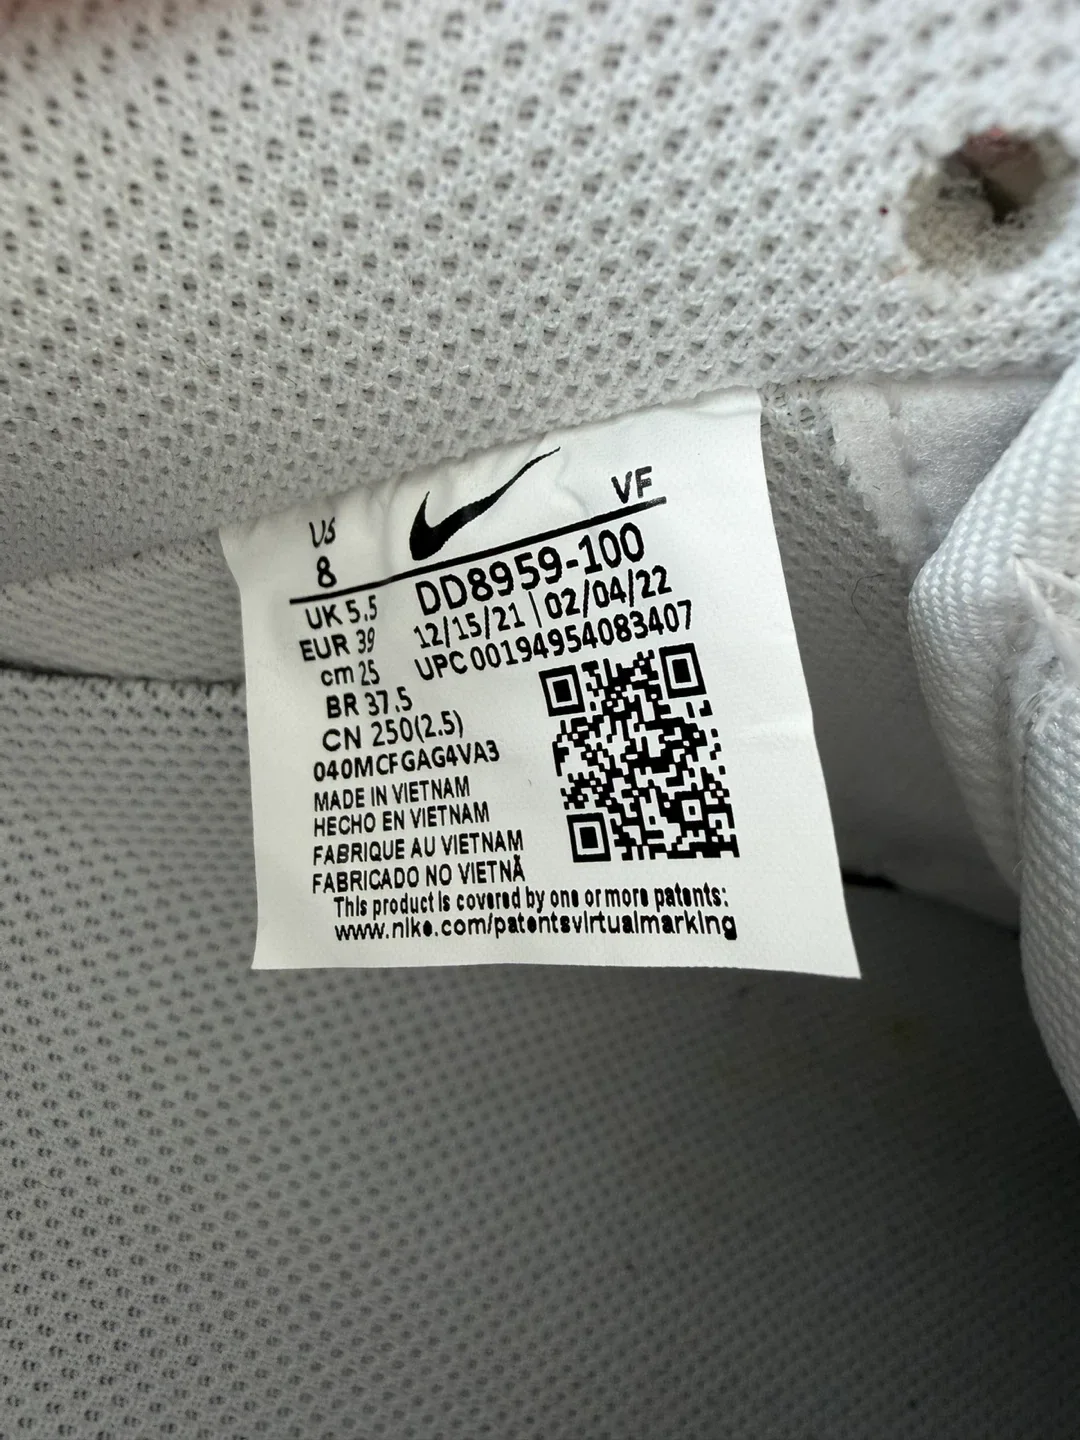 US
8
VF
UK 5.5
EUR 39
cm 25
BR 37.5
CN 250(2.5)
DD8959-100
12/15/21 | 02/04/22
UPC 00194954083407
040MCFGAG4VA3
MADE IN VIETNAM
HECHO EN VIETNAM
FABRIQUE AU VIETNAM
FABRICADO NO VIETNÃ
This product is covered by one or more patents:
www.nike.com/patentsvirtualmarking